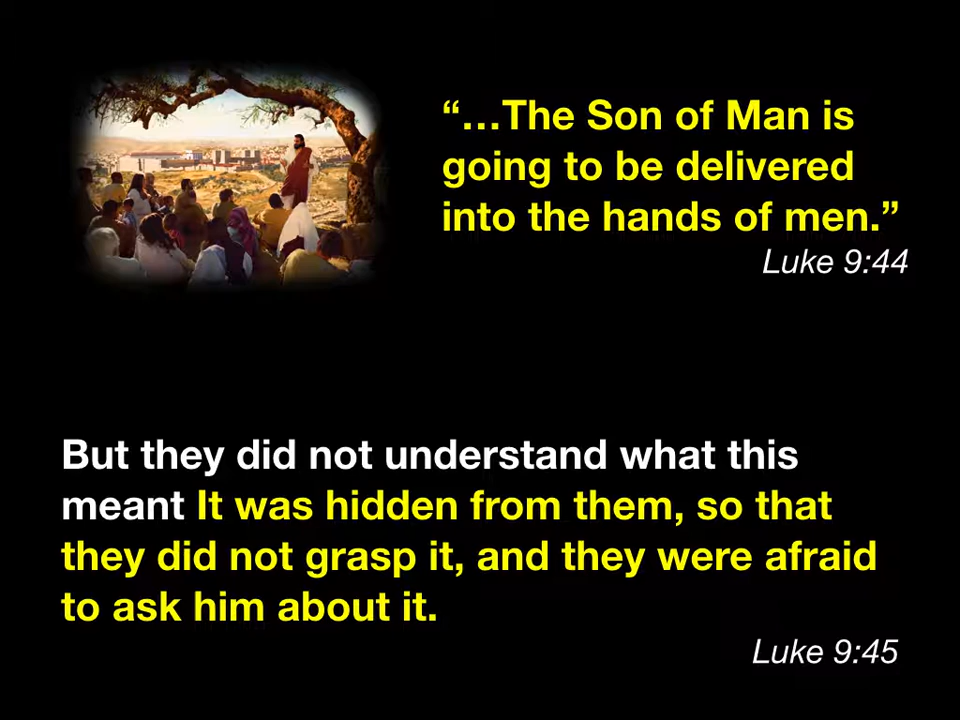 “…The Son of Man is
going to be delivered
into the hands of men.”
Luke 9:44
But they did not understand what this
meant It was hidden from them, so that
they did not grasp it, and they were afraid
to ask him about it.
Luke 9:45